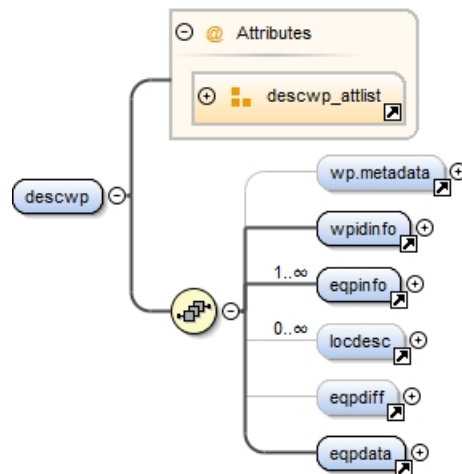 @ Attributes
descwp_attlist
descwp
wp.metadata
wpidinfo
1..∞
eqpinfo
0..∞
locdesc
eqpdiff
eqpdata